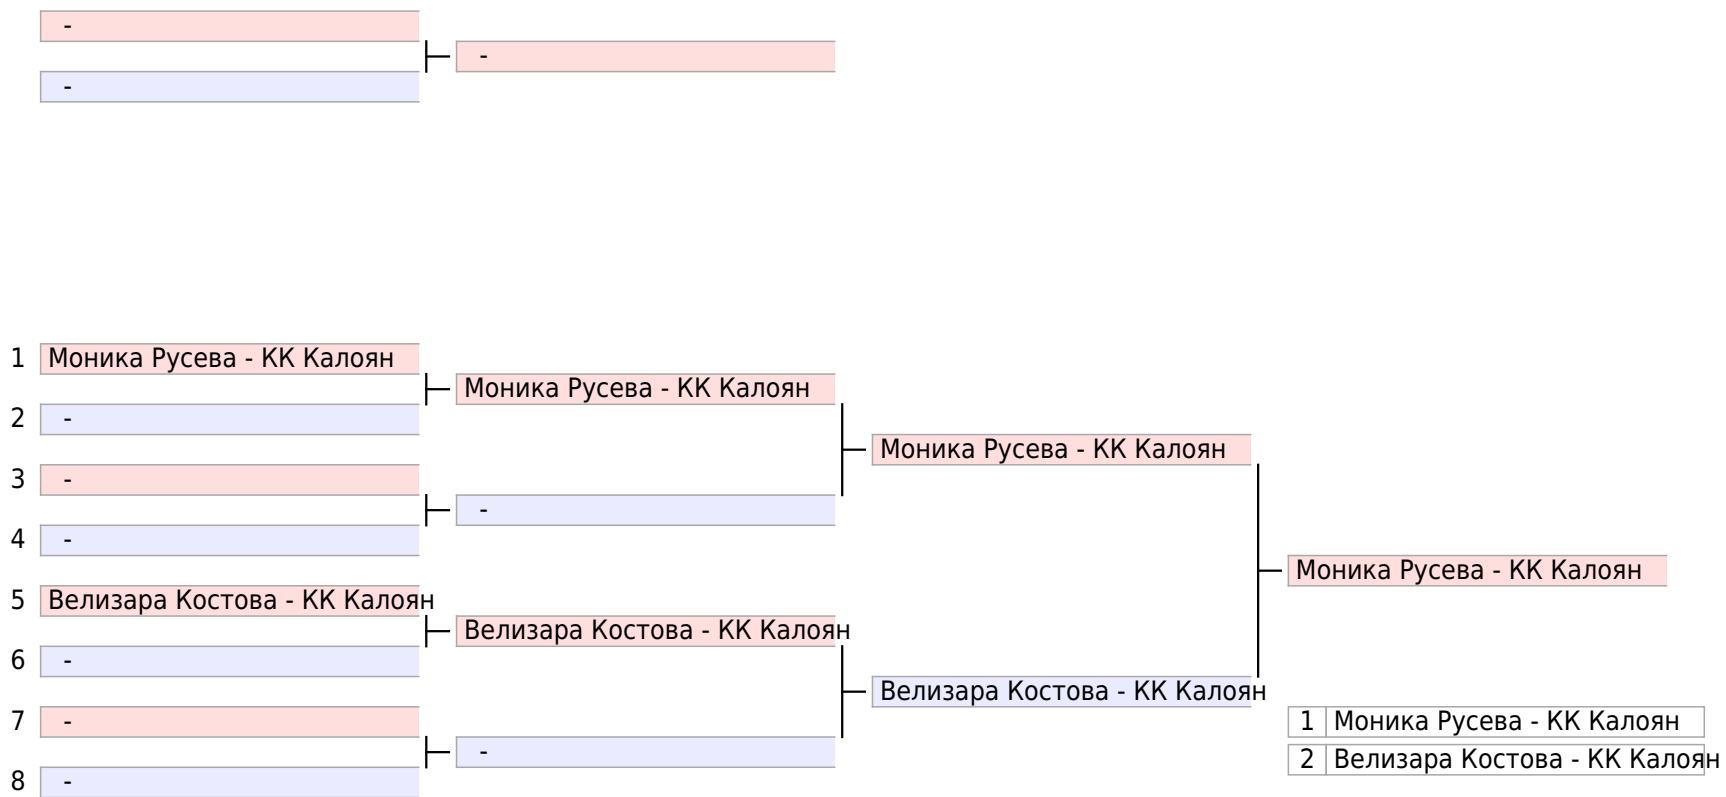 -
-
-
1 Моника Русева - КК Калоян
Моника Русева - КК Калоян
2 -
Моника Русева - КК Калоян
3 -
-
4 -
Моника Русева - КК Калоян
5 Велизара Костова - КК Калоян
Велизара Костова - КК Калоян
6 -
Велизара Костова - КК Калоян
7 -
1 Моника Русева - КК Калоян
-
2 Велизара Костова - КК Калоян
8 -